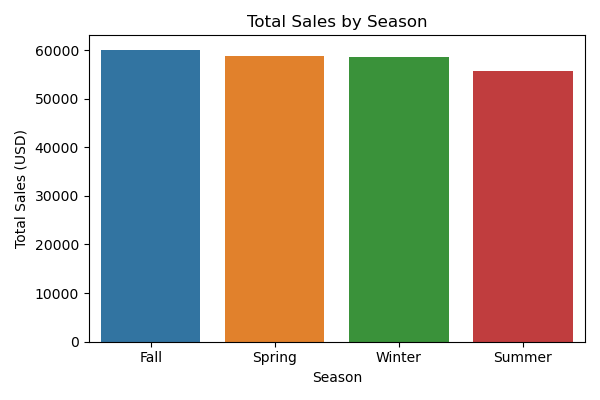 Total Sales by Season
Total Sales (USD)
60000
50000
40000
30000
20000
10000
0
Fall Spring Winter Summer
Season